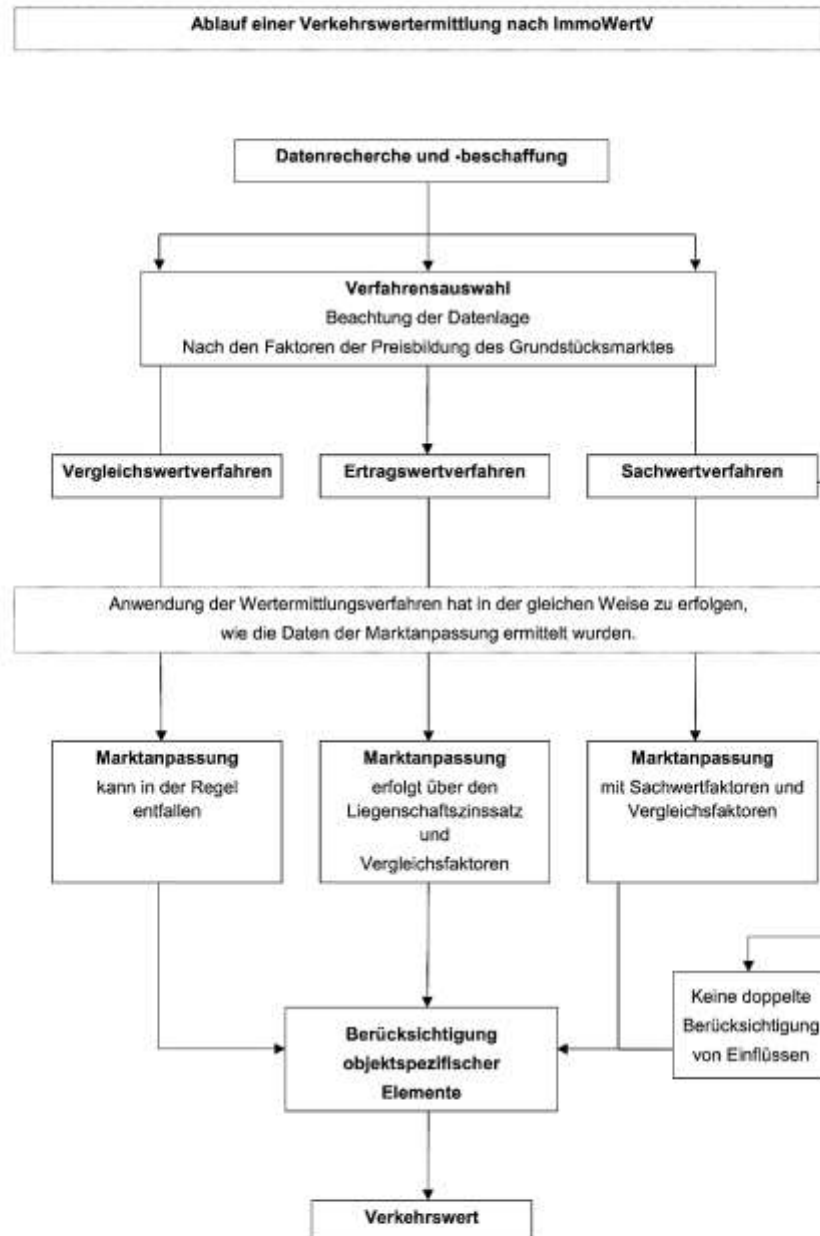 Ablauf einer Verkehrswertermittlung nach ImmoWertV
Datenrecherche und -beschaffung
Verfahrensauswahl
Beachtung der Datenlage
Nach den Faktoren der Preisbildung des Grundstücksmarktes
Vergleichswertverfahren
Ertragswertverfahren
Sachwertverfahren
Anwendung der Wertermittlungsverfahren hat in der gleichen Weise zu erfolgen,
wie die Daten der Marktanpassung ermittelt wurden.
Marktanpassung
kann in der Regel
entfallen
Marktanpassung
erfolgt über den
Liegenschaftszinssatz
und
Vergleichsfaktoren
Marktanpassung
mit Sachwertfaktoren und
Vergleichsfaktoren
Keine doppelte
Berücksichtigung
von Einflüssen
Berücksichtigung
objektspezifischer
Elemente
Verkehrswert